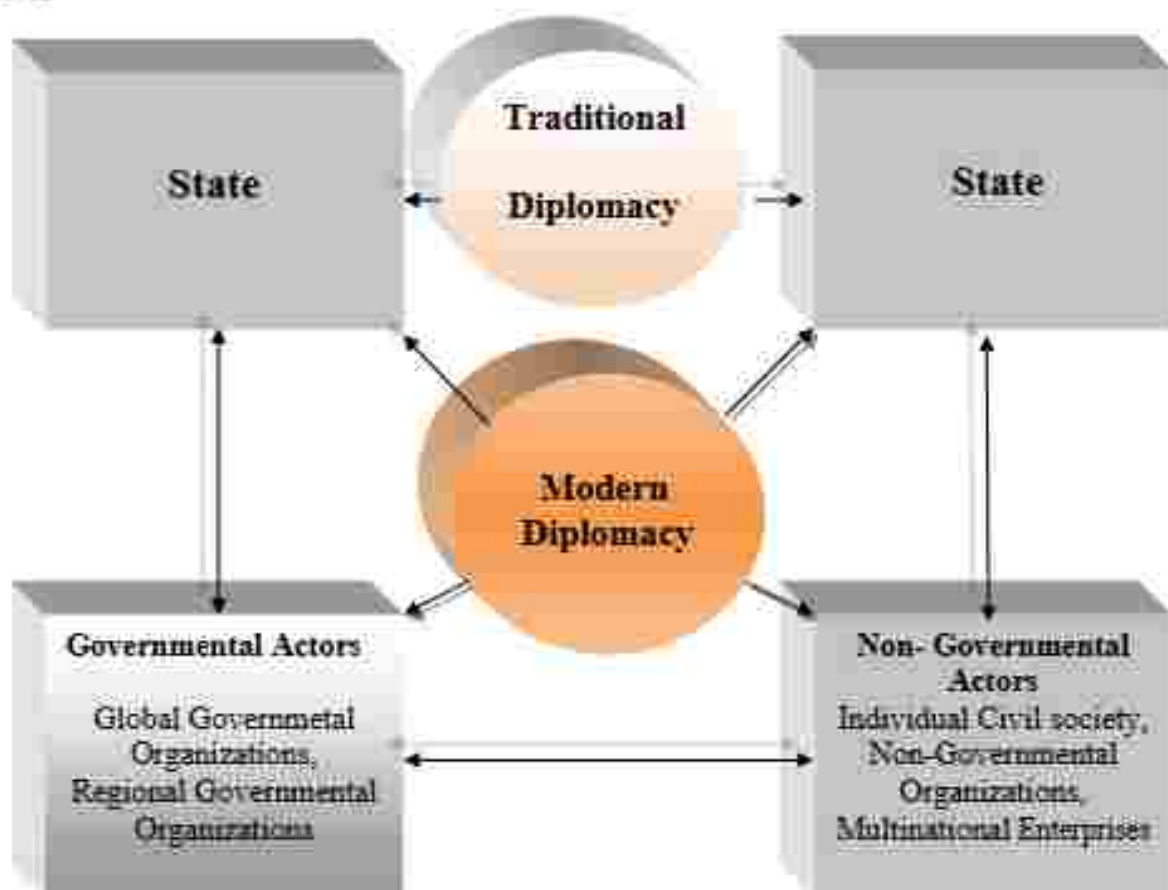 Traditional
Diplomacy
State
State
Modern
Diplomacy
Governmental Actors
Global Governmetal
Organizations,
Regional Governmental
Organizations
Non- Governmental
Actors
Individual Civil society,
Non-Governmental
Organizations,
Multinational Enterprises